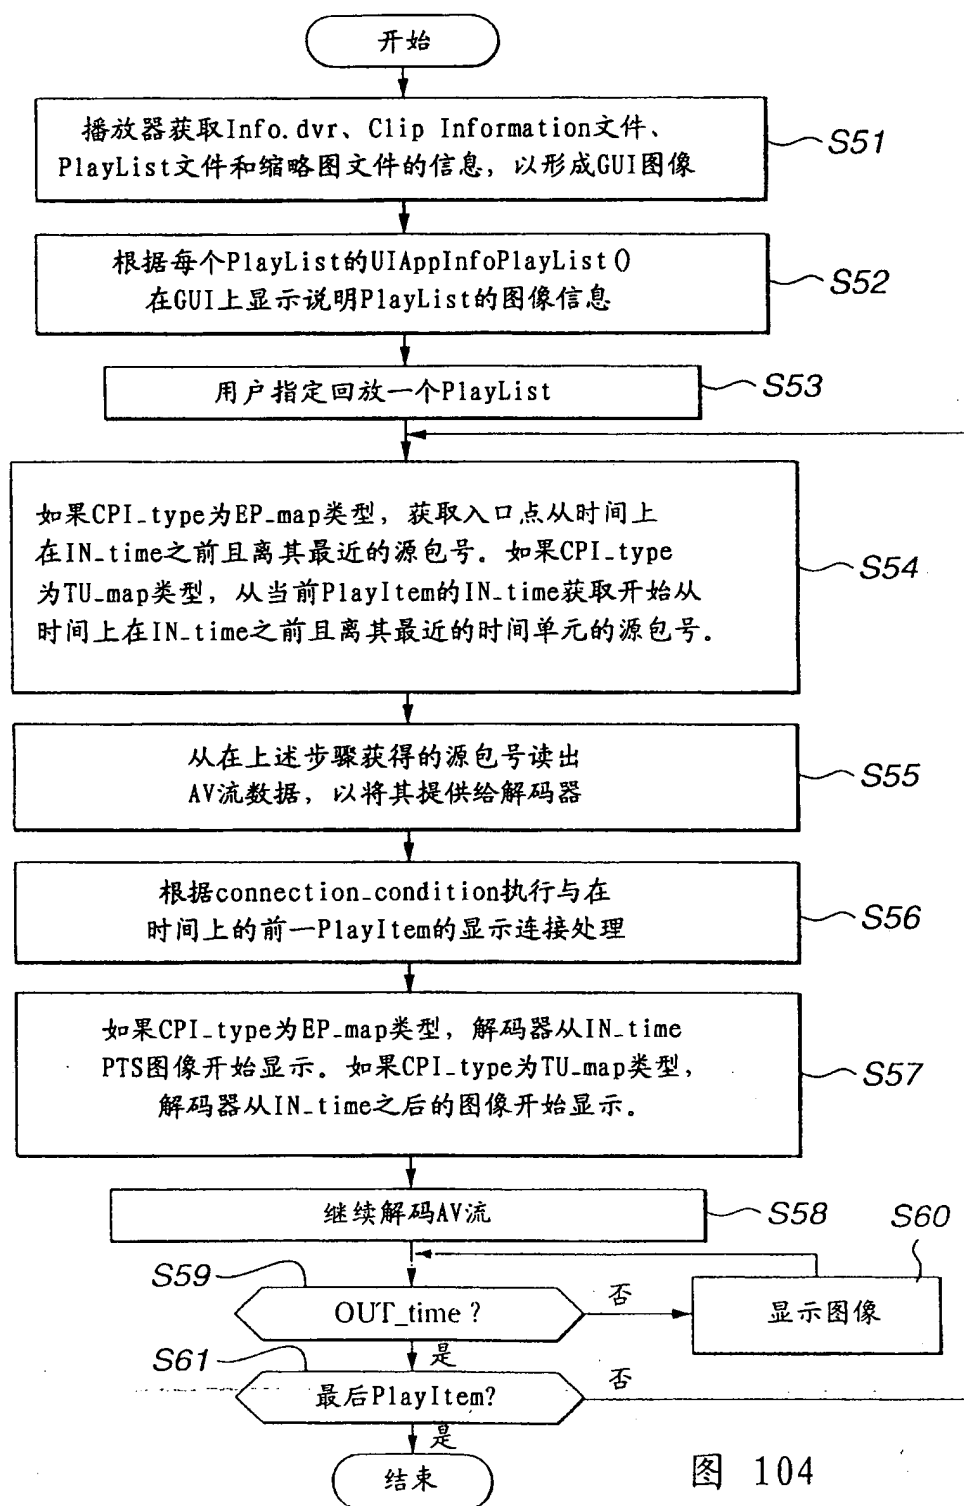 开始
播放器获取Info.dvr、Clip Information文件、
PlayList文件和缩略图文件的信息，以形成GUI图像
S51
根据每个PlayList的UIAppInfoPlayList()
在GUI上显示说明PlayList的图像信息
S52
用户指定回放一个PlayList
S53
如果CPI_type为EP_map类型，获取入口点从时间上
在IN_time之前且离其最近的源包号。如果CPI_type
为TU_map类型，从当前PlayItem的IN_time获取开始从
时间上在IN_time之前且离其最近的时间单元的源包号。
S54
从在上述步骤获得的源包号读出
AV流数据，以将其提供给解码器
S55
根据connection_condition执行与在
时间上的前一PlayItem的显示连接处理
S56
如果CPI_type为EP_map类型，解码器从IN_time
PTS图像开始显示。如果CPI_type为TU_map类型，
解码器从IN_time之后的图像开始显示。
S57
继续解码AV流
S58
S60
S59
OUT_time？
否
显示图像
是
S61
最后PlayItem?
否
是
结束
图 104